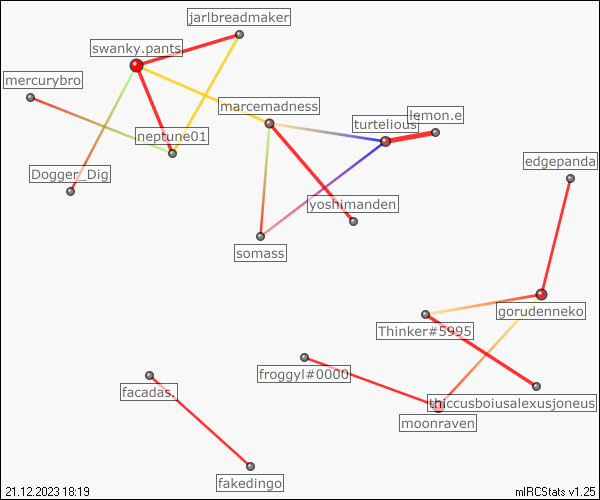 jarlbreadmaker
swanky.pants
mercurybro
marcemadness
lemon.e
turtelious
neptune01
edgepanda
Dogger_Dig
yoshimanden
somass
gorudenneko
Thinker#5995
froggyl#0000
facadas.
thiccusboiusalexusjoneus
moonraven
fakedingo
21.12.2023 18:19
mIRCStats v1.25